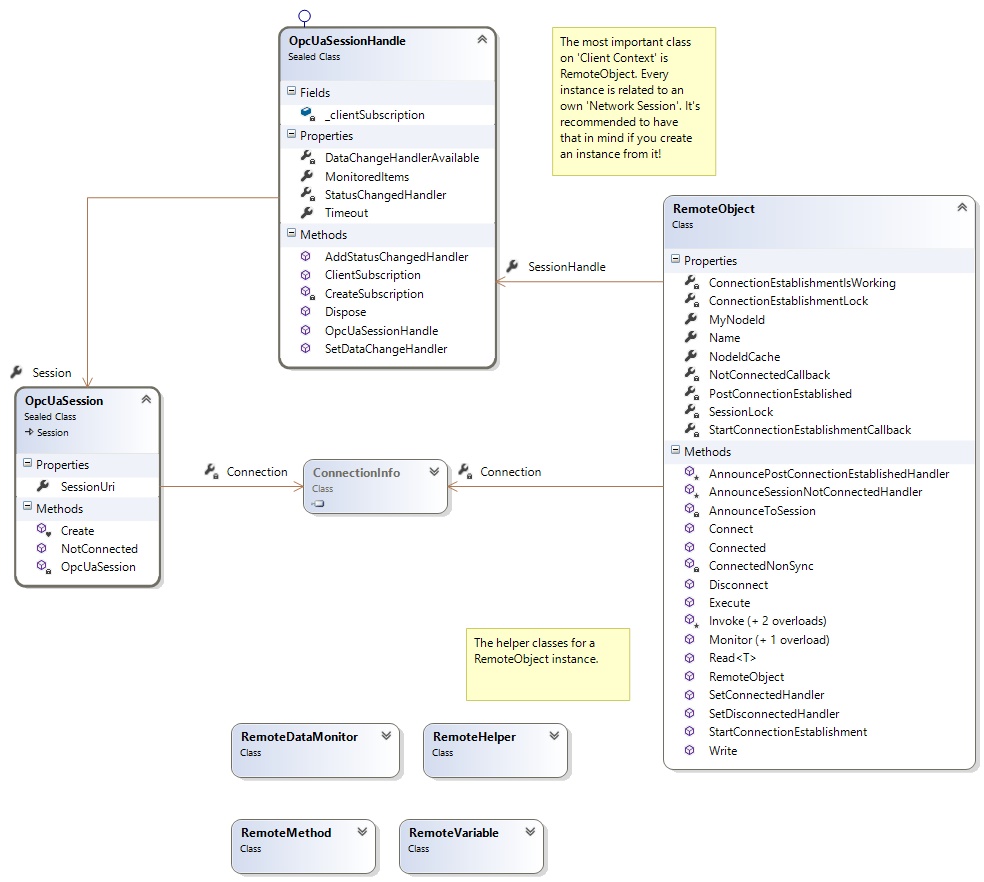 OpcUaSessionHandle
Sealed Class
Fields
_clientSubscription
Properties
DataChangeHandlerAvailable
MonitoredItems
StatusChangedHandler
Timeout
Methods
AddStatusChangedHandler
ClientSubscription
CreateSubscription
Dispose
OpcUaSessionHandle
SetDataChangeHandler
The most important class
on 'Client Context' is
RemoteObject. Every
instance is related to an
own 'Network Session'. It's
recommended to have
that in mind if you create
an instance from it!
SessionHandle
RemoteObject
Class
Properties
ConnectionEstablishmentIsWorking
ConnectionEstablishmentLock
MyNodeId
Name
NodeIdCache
NotConnectedCallback
PostConnectionEstablished
SessionLock
StartConnectionEstablishmentCallback
Methods
AnnouncePostConnectionEstablishedHandler
AnnounceSessionNotConnectedHandler
AnnounceToSession
Connect
Connected
ConnectedNonSync
Disconnect
Execute
Invoke (+ 2 overloads)
Monitor (+ 1 overload)
Read<T>
RemoteObject
SetConnectedHandler
SetDisconnectedHandler
StartConnectionEstablishment
Write
Session
OpcUaSession
Sealed Class
Session
Properties
SessionUri
Methods
Create
NotConnected
OpcUaSession
Connection
ConnectionInfo
Class
Connection
The helper classes for a
RemoteObject instance.
RemoteDataMonitor
Class
RemoteHelper
Class
RemoteMethod
Class
RemoteVariable
Class